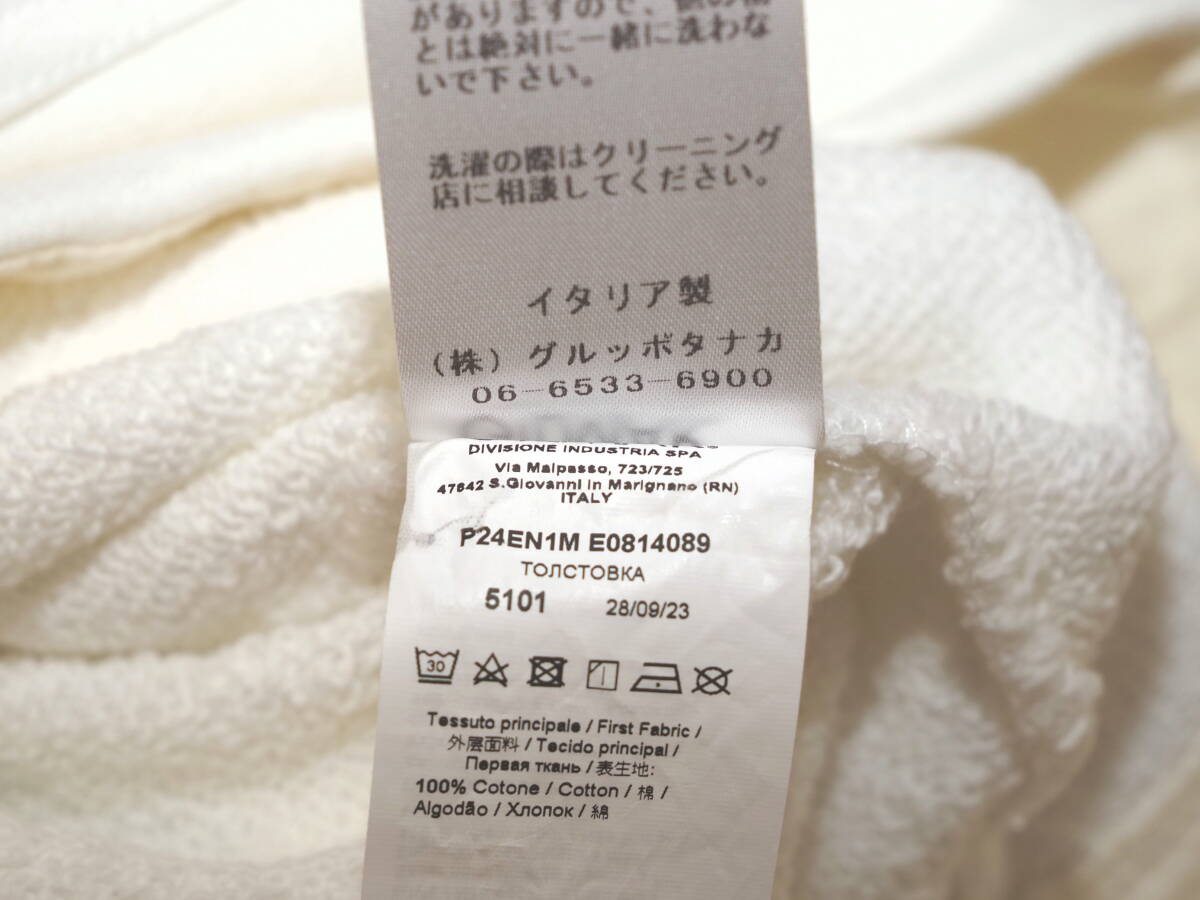 がありますので、他の物
とは絶対に一緒に洗わな
いで下さい。
洗濯の際はクリーニング
店に相談してください。
イタリア製
(株) グルッポタナカ
06-6533-6900
DIVISIONE INDUSTRIA SPA
Via Malpasso, 723/725
47842 S.Giovanni in Marignano (RN)
ITALY
P24EN1M E0814089
ТОЛСТОВКА
5101 28/09/23
30
Tessuto principale / First Fabric /
外层面料 / Tecido principal /
Первая ткань / 表生地:
100% Cotone / Cotton / 棉 /
Algodão / Хлопок / 綿